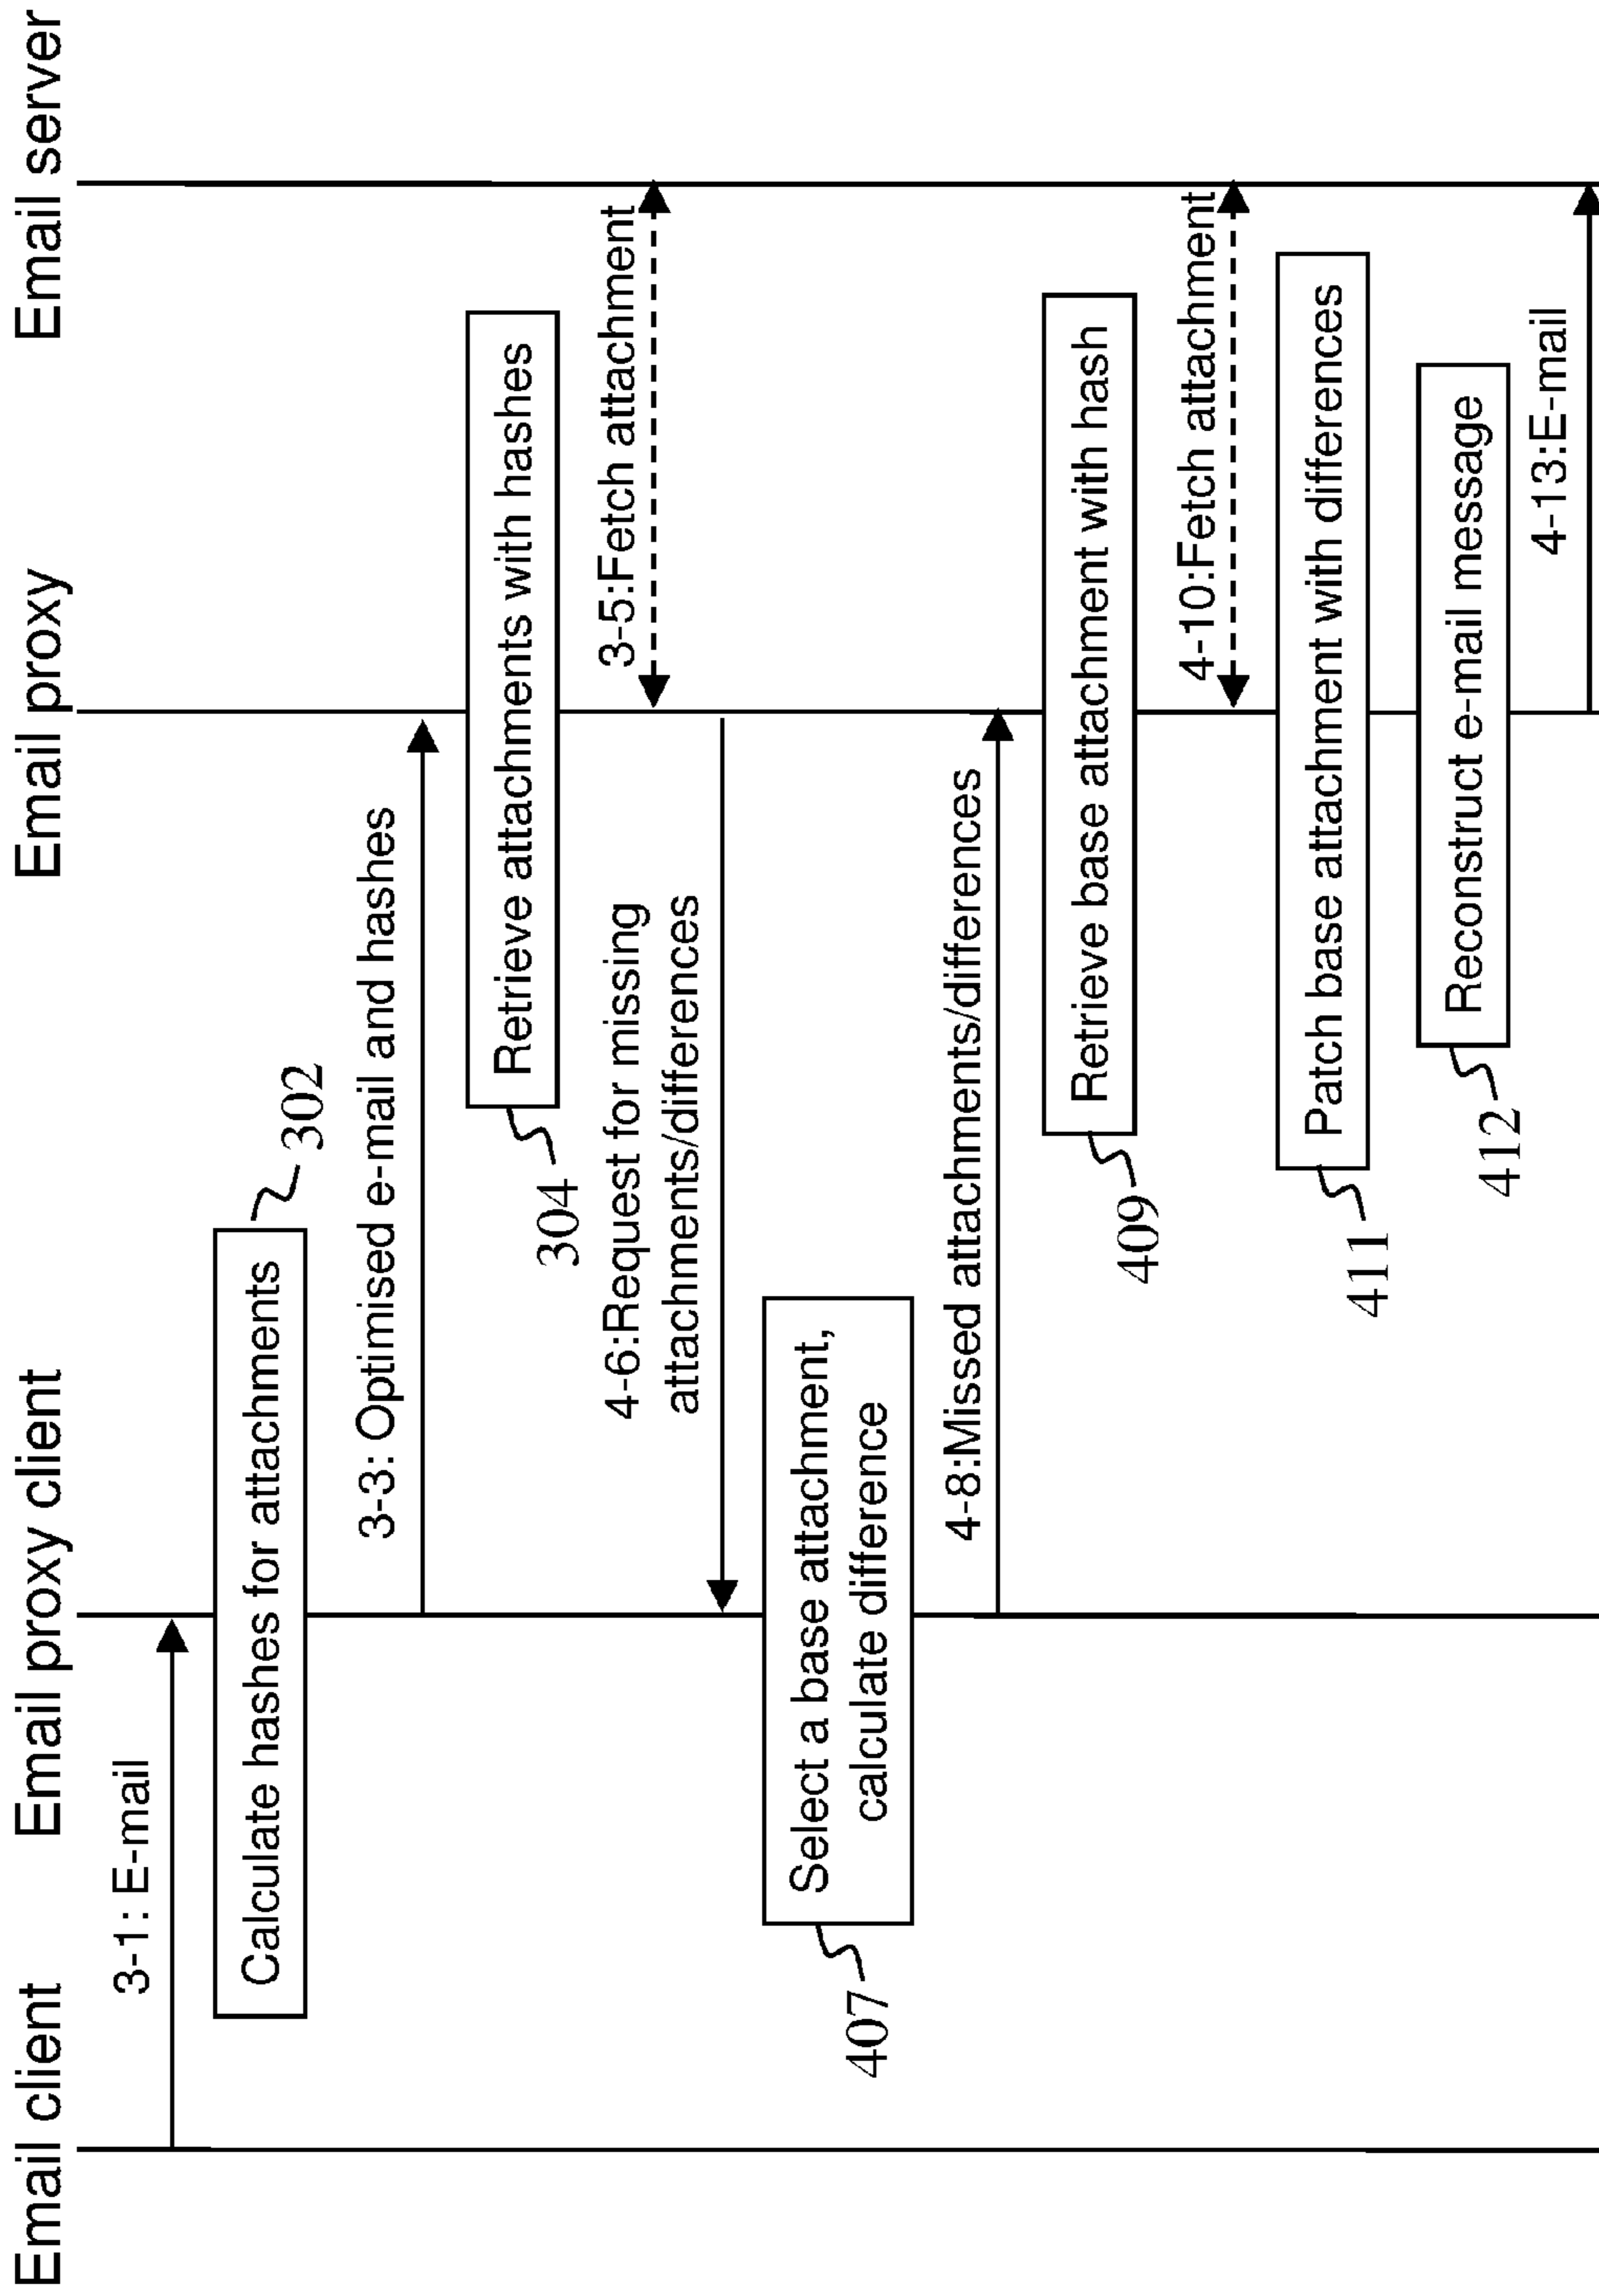 Email client
Email proxy client
Email proxy
Email server
3-1: E-mail
Calculate hashes for attachments
302
3-3: Optimised e-mail and hashes
Retrieve attachments with hashes
304
3-5:Fetch attachment
4-6:Request for missing
attachments/differences
Select a base attachment,
calculate difference
407
4-8:Missed attachments/differences
Retrieve base attachment with hash
409
4-10:Fetch attachment
Patch base attachment with differences
411
Reconstruct e-mail message
412
4-13:E-mail